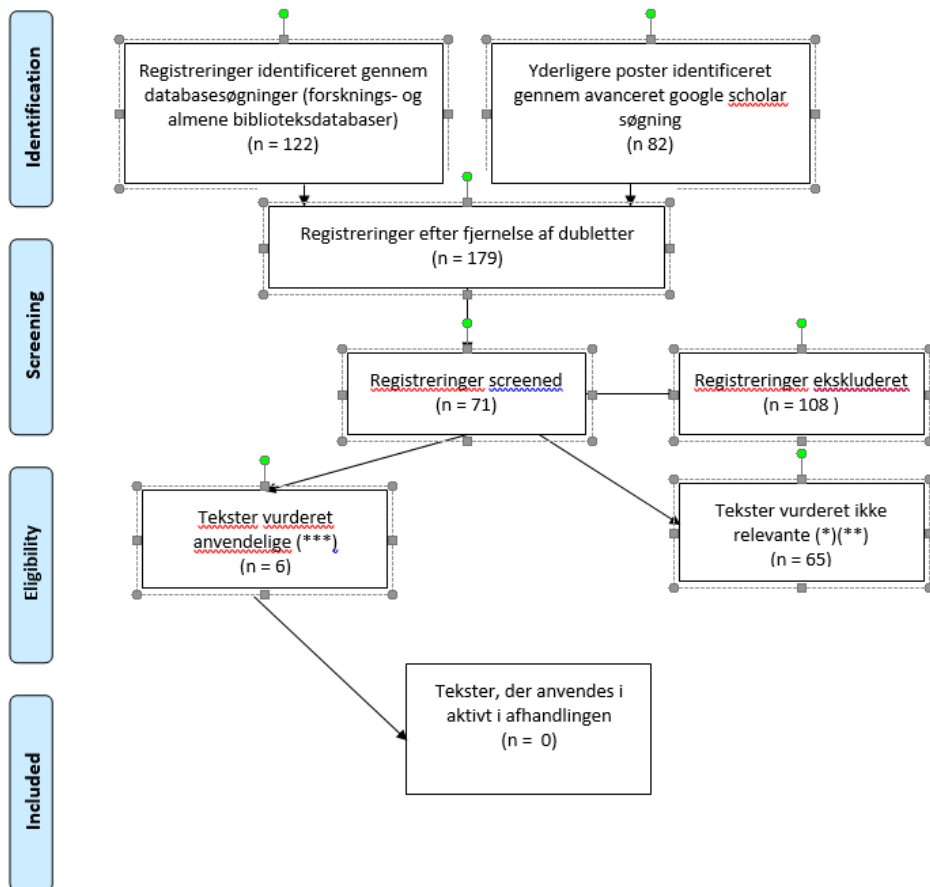 Identification
Registreringer identificeret gennem
databasesøgninger (forsknings- og
almene biblioteksdatabaser)
(n = 122)
Yderligere poster identificeret
gennem avanceret google scholar
søgning
(n 82)
Registreringer efter fjernelse af dubletter
(n = 179)
Screening
Registreringer screened
(n = 71)
Registreringer ekskluderet
(n = 108 )
Eligibility
Tekster vurderet
anvendelige (***)
(n = 6)
Tekster vurderet ikke
relevante (*)(**)
(n = 65)
Tekster, der anvendes i
aktivt i afhandlingen
(n =  0)
Included